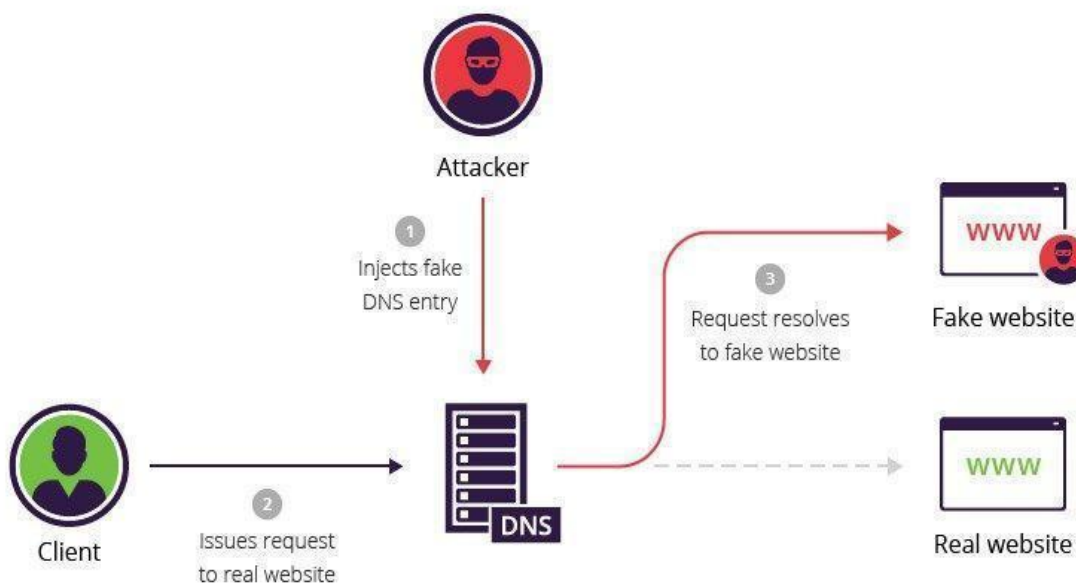 Attacker
1
Injects fake
DNS entry
www
3
Request resolves
to fake website
Fake website
DNS
www
2
Client
Issues request
to real website
Real website